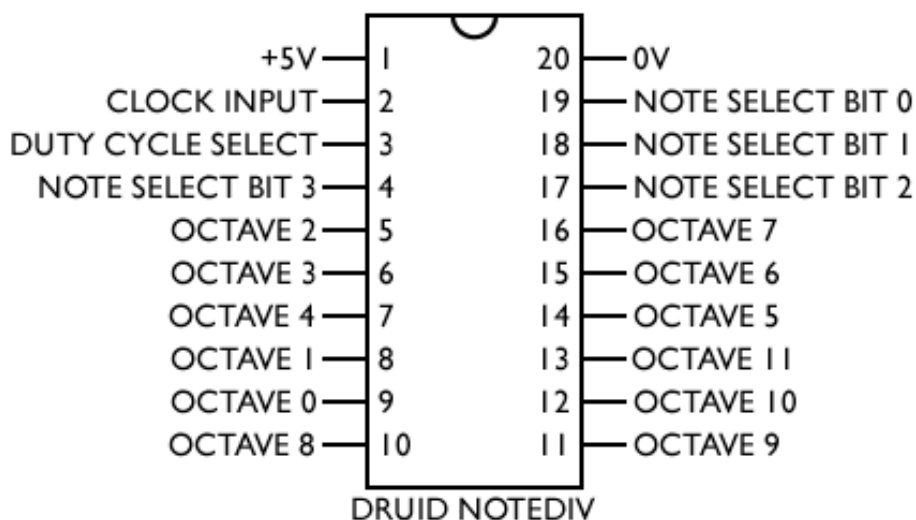 +5V 1 20 0V
CLOCK INPUT 2 19 NOTE SELECT BIT 0
DUTY CYCLE SELECT 3 18 NOTE SELECT BIT 1
NOTE SELECT BIT 3 4 17 NOTE SELECT BIT 2
OCTAVE 2 5 16 OCTAVE 7
OCTAVE 3 6 15 OCTAVE 6
OCTAVE 4 7 14 OCTAVE 5
OCTAVE 1 8 13 OCTAVE 11
OCTAVE 0 9 12 OCTAVE 10
OCTAVE 8 10 11 OCTAVE 9
DRUID NOTEDIV